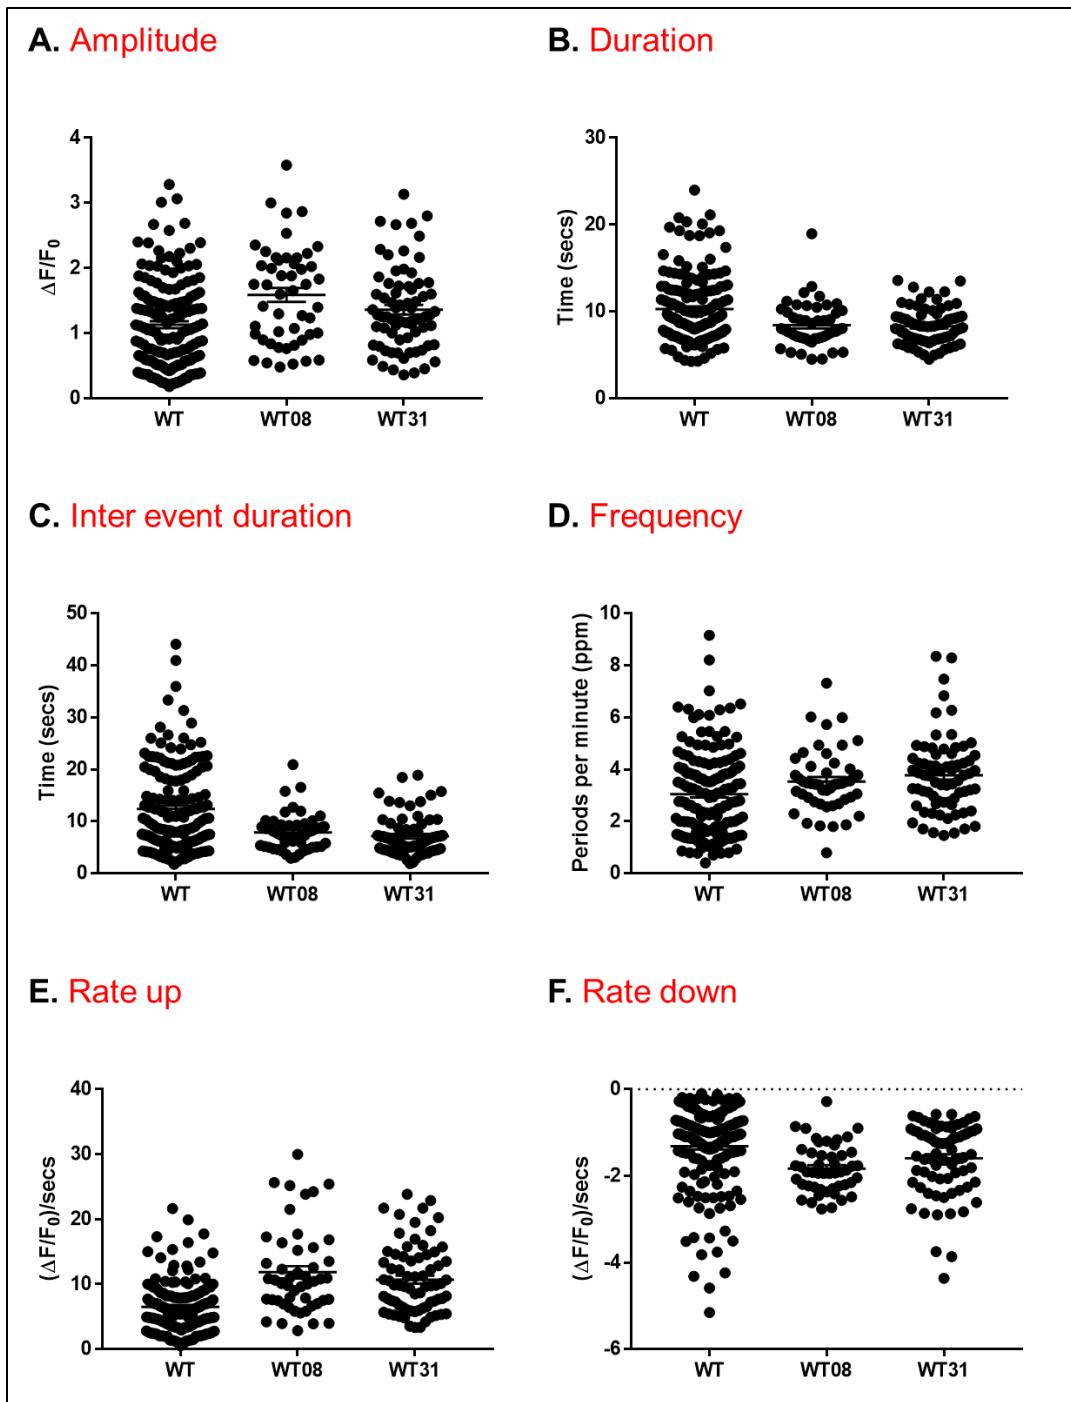 A. Amplitude
B. Duration
4
3
2
1
0
ΔF/F0
WT
WT08
WT31
30
20
10
0
Time (secs)
WT
WT08
WT31
C. Inter event duration
D. Frequency
50
40
30
20
10
0
Time (secs)
WT
WT08
WT31
10
8
6
4
2
0
Periods per minute (ppm)
WT
WT08
WT31
E. Rate up
F. Rate down
40
30
20
10
0
(ΔF/F0)/secs
WT
WT08
WT31
0
-2
-4
-6
(ΔF/F0)/secs
WT
WT08
WT31